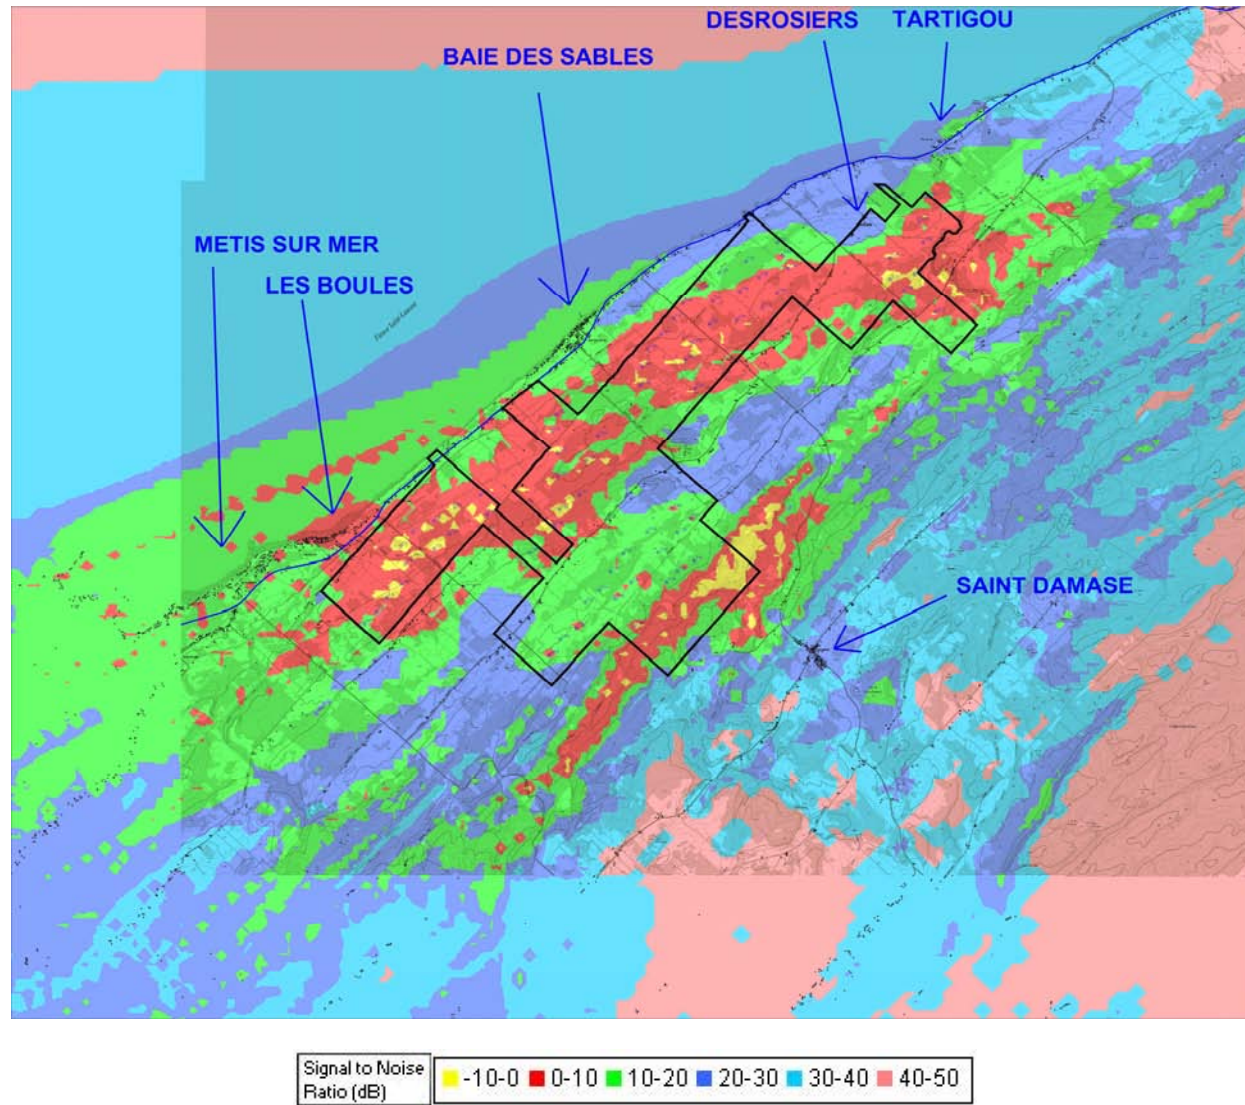 DESROSIERS
TARTIGOU
BAIE DES SABLES
METIS SUR MER
LES BOULES
SAINT DAMASE
Signal to Noise
Ratio (dB)
-10-0 0-10 10-20 20-30 30-40 40-50